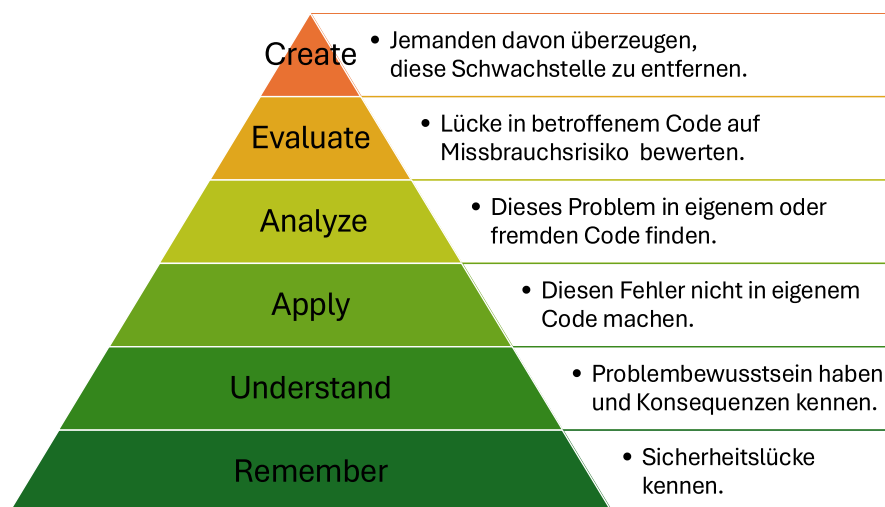 Create
• Jemanden davon überzeugen,
diese Schwachstelle zu entfernen.
Evaluate
• Lücke in betroffenem Code auf
Missbrauchsrisiko  bewerten.
Analyze
• Dieses Problem in eigenem oder
fremden Code finden.
Apply
• Diesen Fehler nicht in eigenem
Code machen.
Understand
• Problembewusstsein haben
und Konsequenzen kennen.
Remember
• Sicherheitslücke
kennen.